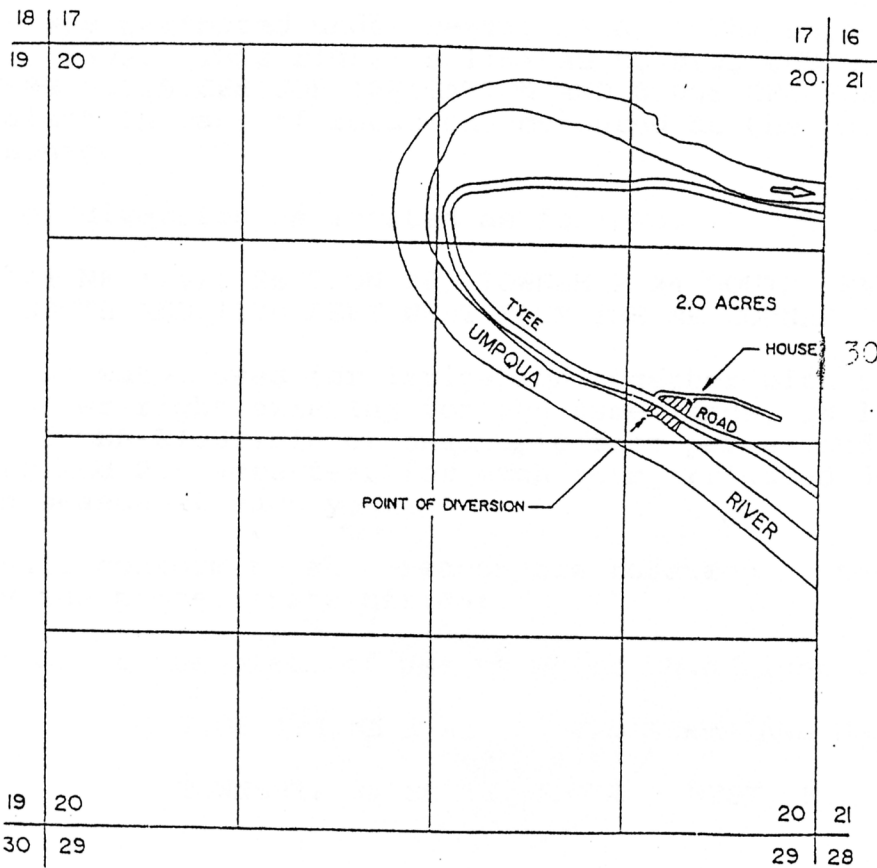 18 17
17 16
19 20
20 21
2.0 ACRES
TYEE
UMPQUA
HOUSE
30
ROAD
POINT OF DIVERSION
RIVER
19 20
20 21
30 29
29 28